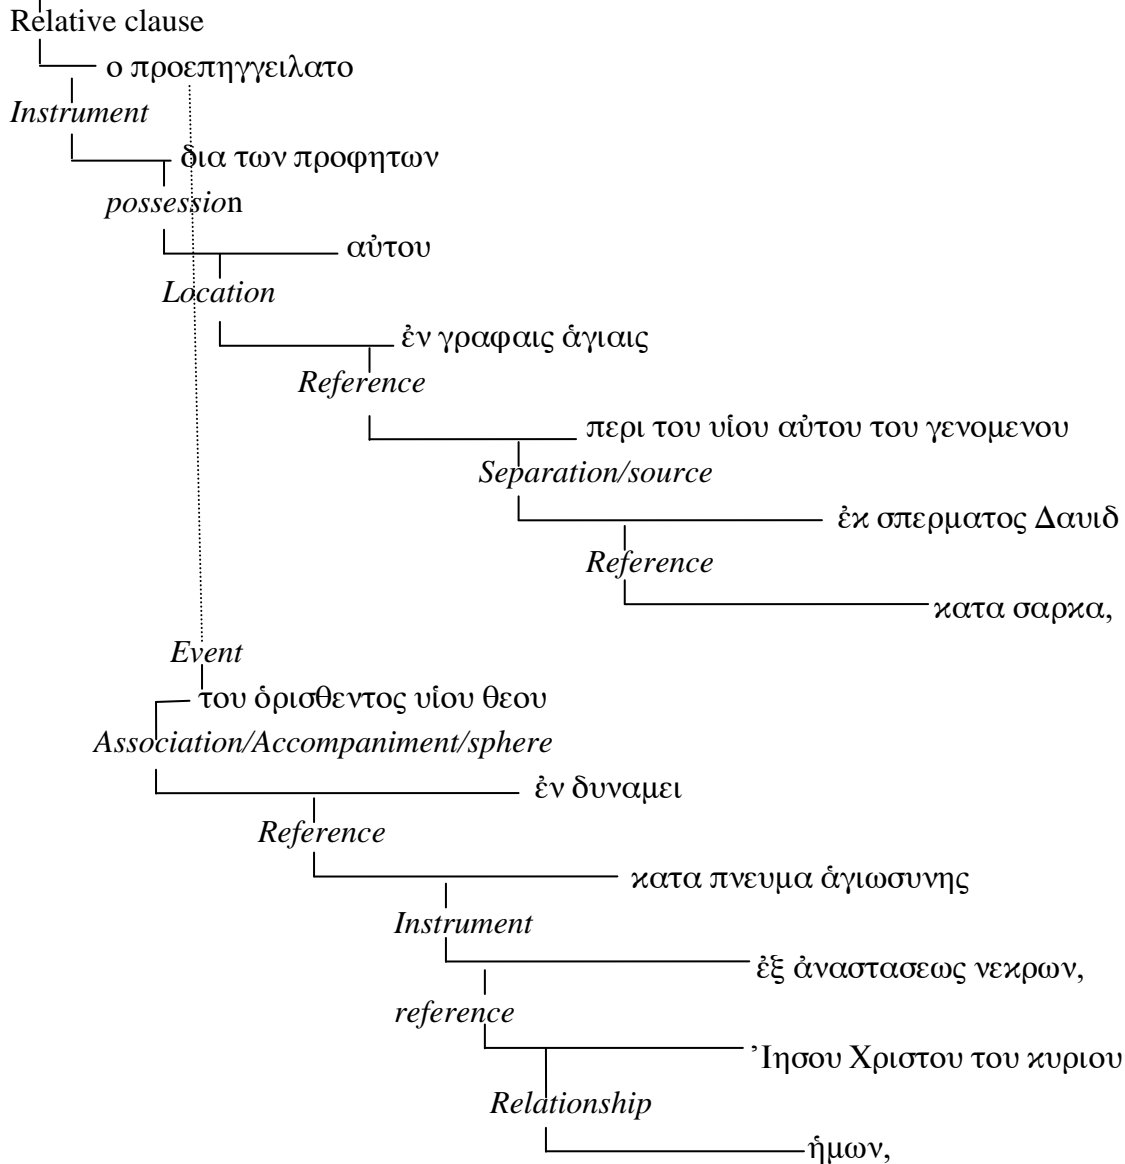 Relative clause
ο προεπηγγειλατο
Instrument
δια των προφητων
possession
αὐτου
Location
ἐν γραφαις ἁγιαις
Reference
περι του υἱου αὐτου του γενομενου
Separation/source
ἐκ σπερματος Δαυιδ
Reference
κατα σαρκα,
Event
του ὁρισθεντος υἱου θεου
Association/Accompaniment/sphere
ἐν δυναμει
Reference
κατα πνευμα ἁγιωσυνης
Instrument
ἐξ ἀναστασεως νεκρων,
reference
Ἰησου Χριστου του κυριου
Relationship
ἡμων,